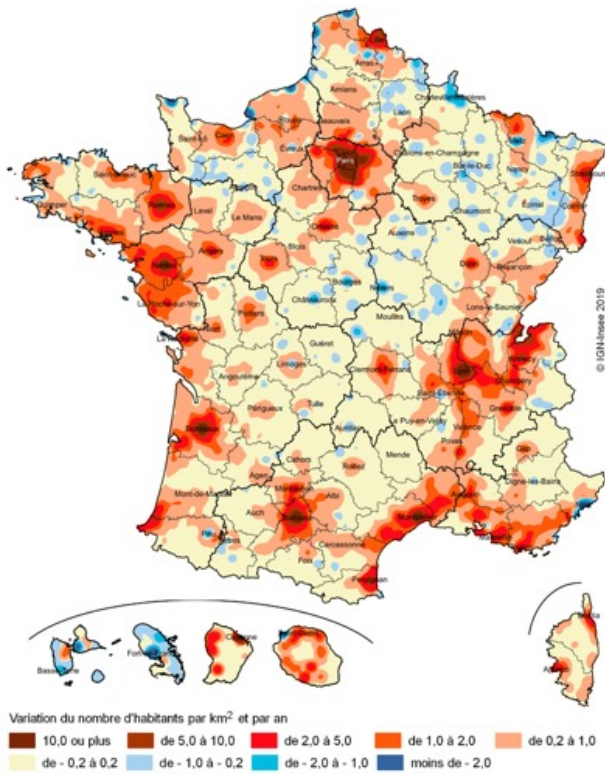 Lille
Arras
Amiens
Charleville-Mézières
Laon
Rouen
Beauvais
Saint-Lô
Caen
Évreux
Metz
Paris
Châlons-en-Champagne
Bar-le-Duc
Nancy
Strasbourg
Saint-Brieuc
Alençon
Chartres
Troyes
Épinal
Colmar
Quimper
Rennes
Laval
Le Mans
Chaumont
Orléans
Auxerre
Vesoul
Belfort
Vannes
Angers
Blois
Tours
Dijon
Besançon
Nantes
Bourges
Nevers
Châteauroux
Lons-le-Saunier
La Roche-sur-Yon
Poitiers
Moulins
Niort
Mâcon
La Rochelle
Guéret
Annecy
Limoges
Clermont-Ferrand
Lyon
Chambéry
Angoulême
Saint-Étienne
Tulle
Périgueux
Grenoble
Le Puy-en-Velay
Valence
Bordeaux
Aurillac
Privas
Cahors
Mende
Gap
Rodez
Agen
Digne-les-Bains
Mont-de-Marsan
Montauban
Albi
Avignon
Auch
Toulouse
Montpellier
Marseille
Pau
Tarbes
Carcassonne
Foix
Perpignan
Bastia
Ajaccio
Basse-Terre
Fort-de-France
Cayenne
Saint-Denis
© IGN-Insee 2019
Variation du nombre d'habitants par km² et par an
10,0 ou plus de 5,0 à 10,0 de 2,0 à 5,0 de 1,0 à 2,0 de 0,2 à 1,0
de - 0,2 à 0,2 de - 1,0 à - 0,2 de - 2,0 à - 1,0 moins de - 2,0